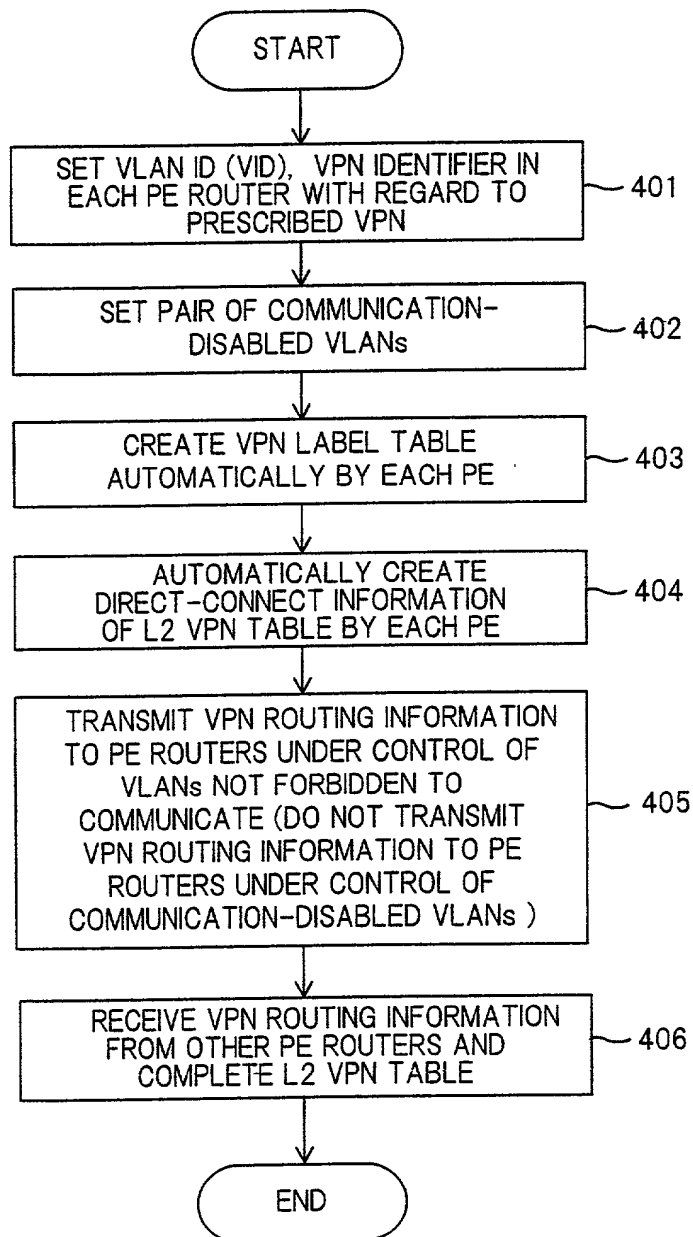 START
SET VLAN ID (VID), VPN IDENTIFIER IN
EACH PE ROUTER WITH REGARD TO
PRESCRIBED VPN
401
SET PAIR OF COMMUNICATION-
DISABLED VLANs
402
CREATE VPN LABEL TABLE
AUTOMATICALLY BY EACH PE
403
AUTOMATICALLY CREATE
DIRECT-CONNECT INFORMATION
OF L2 VPN TABLE BY EACH PE
404
TRANSMIT VPN ROUTING INFORMATION
TO PE ROUTERS UNDER CONTROL OF
VLANs NOT FORBIDDEN TO
COMMUNICATE (DO NOT TRANSMIT
VPN ROUTING INFORMATION TO PE
ROUTERS UNDER CONTROL OF
COMMUNICATION-DISABLED VLANs )
405
RECEIVE VPN ROUTING INFORMATION
FROM OTHER PE ROUTERS AND
COMPLETE L2 VPN TABLE
406
END